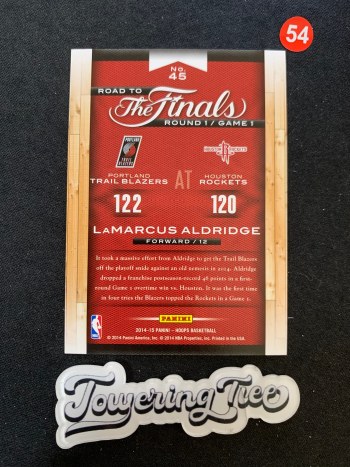 54
No.
45
ROAD TO
The Finals
ROUND 1 / GAME 1
PORTLAND
TRAIL BLAZERS
AT
HOUSTON
ROCKETS
122
120
LAMARCUS ALDRIDGE
FORWARD / 12
It took a massive effort from Aldridge to get the Trail Blazers
off the playoff snide against an old nemesis in 2014. Aldridge
dropped a franchise postseason-record 46 points in a first-
round Game 1 overtime win vs. Houston. It was the first time
in four tries the Blazers topped the Rockets in a Game 1.
PANINI
2014-15 PANINI – HOOPS BASKETBALL
© 2014 Panini America, Inc. © 2014 NBA Properties, Inc. Printed in the USA.
NBA
Towering Tree